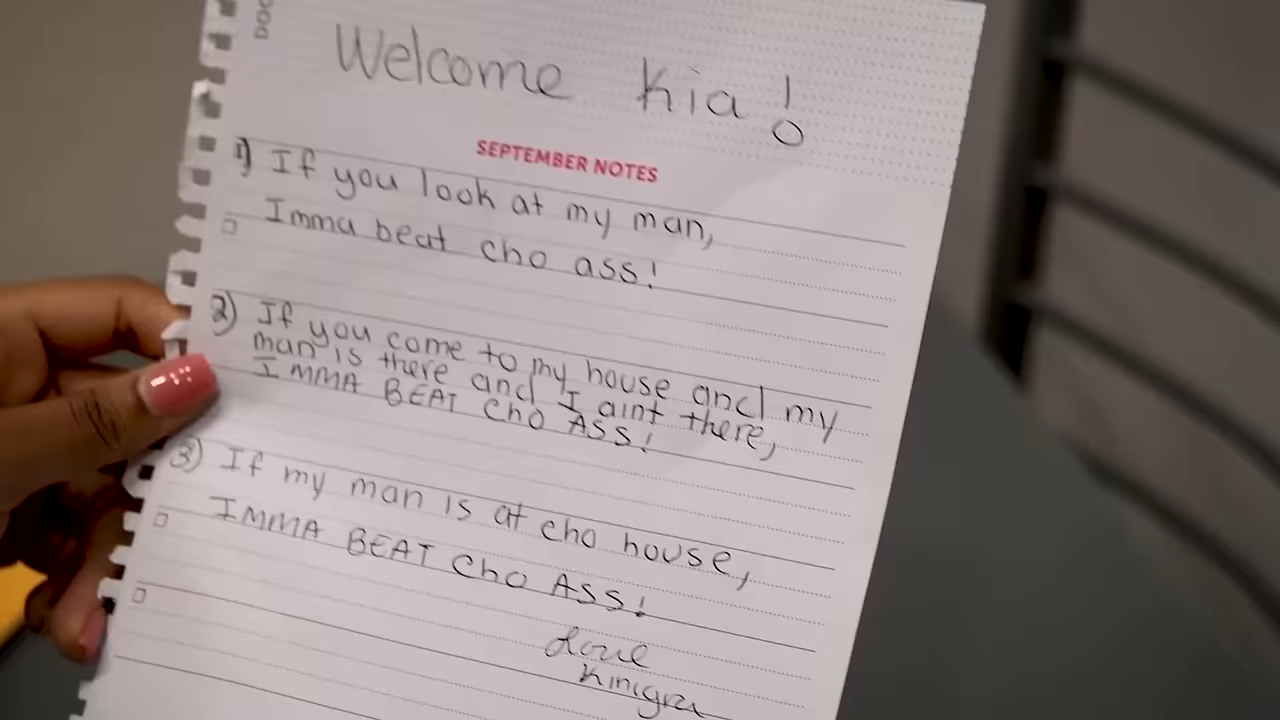 DOC
Welcome Kia!
SEPTEMBER NOTES
1) If you look at my man,
Imma beat cho ass!
2) If you come to my house and my
man is there and I aint there,
IMMA BEAT Cho ASS!
3) If my man is at cho house,
IMMA BEAT Cho ASS!
Love